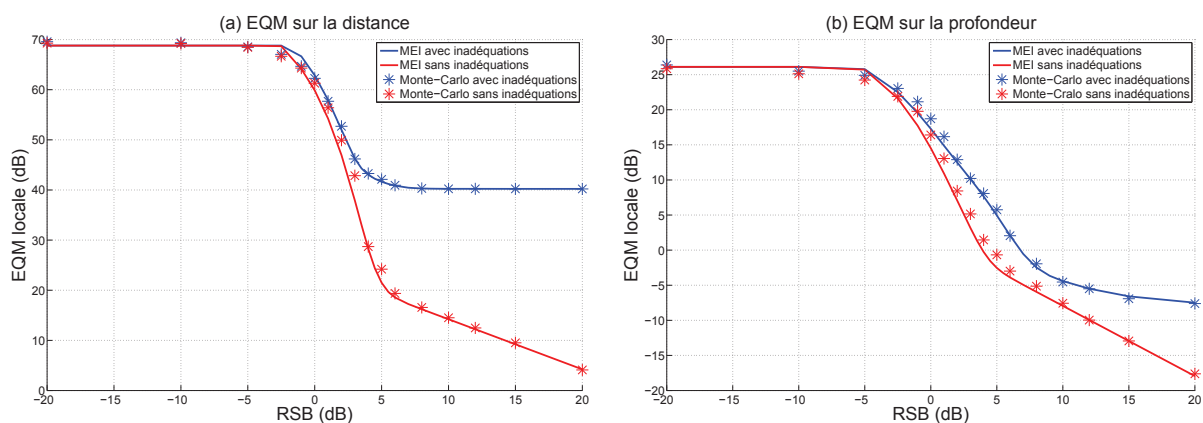 (a) EQM sur la distance
EQM locale (dB)
70
60
50
40
30
20
10
0
−20
−15
−10
−5
0
5
10
15
20
RSB (dB)
MEI avec inadéquations
MEI sans inadéquations
Monte-Carlo avec inadéquations
Monte-Carlo sans inadéquations
(b) EQM sur la profondeur
EQM locale (dB)
30
25
20
15
10
5
0
−5
−10
−15
−20
−20
−15
−10
−5
0
5
10
15
20
RSB (dB)
MEI avec inadéquations
MEI sans inadéquations
Monte-Carlo avec inadéquations
Monte-Cralo sans inadéquations